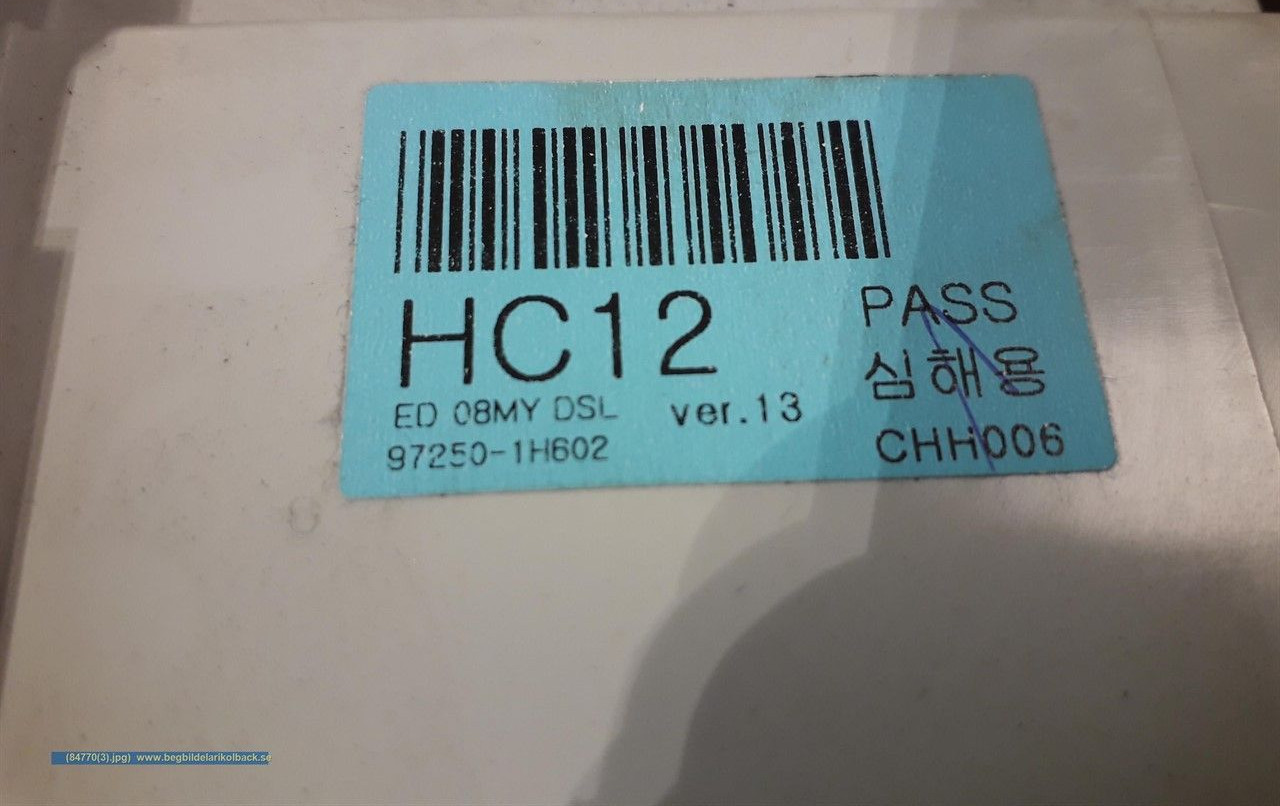 HC12
PASS
심해용
ED 08MY DSL ver.13
97250-1H602
CHH006
(84770(3).jpg) www.begbildelarikolback.se